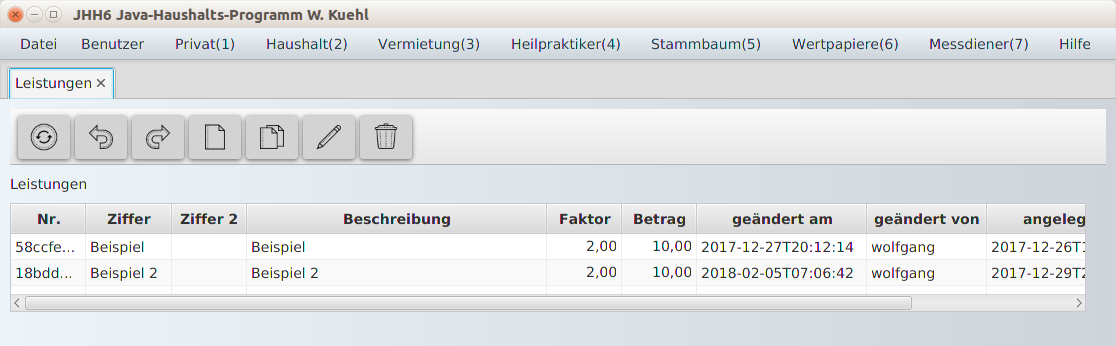 JHH6 Java-Haushalts-Programm W. Kuehl
Datei Benutzer Privat(1) Haushalt(2) Vermietung(3) Heilpraktiker(4) Stammbaum(5) Wertpapiere(6) Messdiener(7) Hilfe
Leistungen ×
Leistungen
Nr. Ziffer Ziffer 2 Beschreibung Faktor Betrag geändert am geändert von angeleg
58ccfe... Beispiel Beispiel 2,00 10,00 2017-12-27T20:12:14 wolfgang 2017-12-26T
18bdd... Beispiel 2 Beispiel 2 2,00 10,00 2018-02-05T07:06:42 wolfgang 2017-12-29T